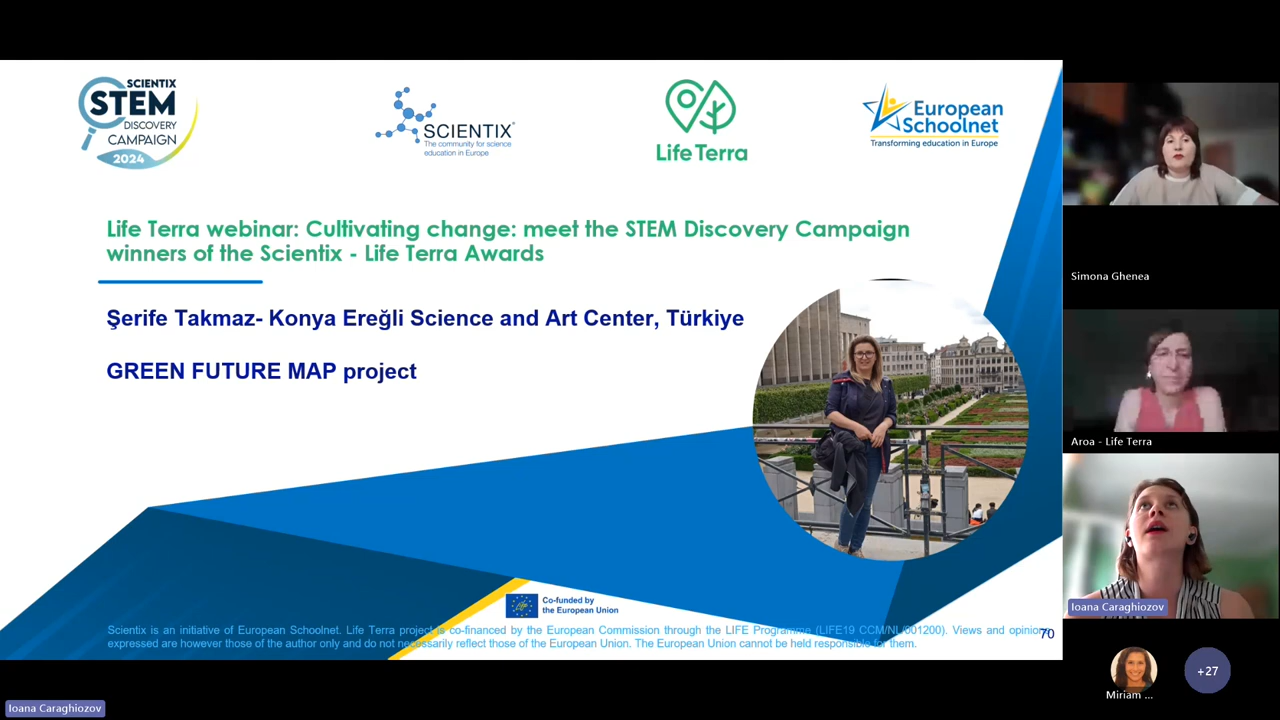 SCIENTIX
STEM
DISCOVERY
CAMPAIGN
2024
SCIENTIX®
The community for science
education in Europe
Life Terra
European
Schoolnet
Transforming education in Europe
Life Terra webinar: Cultivating change: meet the STEM Discovery Campaign
winners of the Scientix - Life Terra Awards
Şerife Takmaz- Konya Ereğli Science and Art Center, Türkiye
GREEN FUTURE MAP project
Co-funded by
the European Union
Scientix is an initiative of European Schoolnet. Life Terra project is co-financed by the European Commission through the LIFE Programme (LIFE19 CCM/NL/001200). Views and opinions
expressed are however those of the author only and do not necessarily reflect those of the European Union. The European Union cannot be held responsible for them.
70
Simona Ghenea
Aroa - Life Terra
Ioana Caraghiozov
Miriam ...
+27
Ioana Caraghiozov